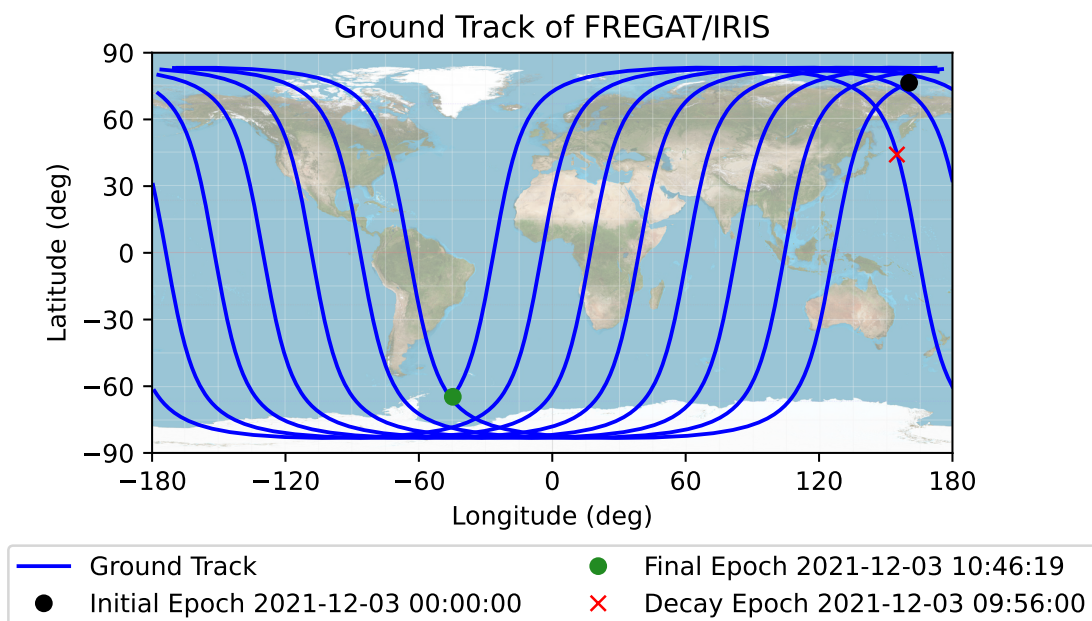 Ground Track of FREGAT/IRIS
90
60
30
0
−30
−60
−90
Latitude (deg)
−180
−120
−60
0
60
120
180
Longitude (deg)
Ground Track
Final Epoch 2021-12-03 10:46:19
Initial Epoch 2021-12-03 00:00:00
Decay Epoch 2021-12-03 09:56:00